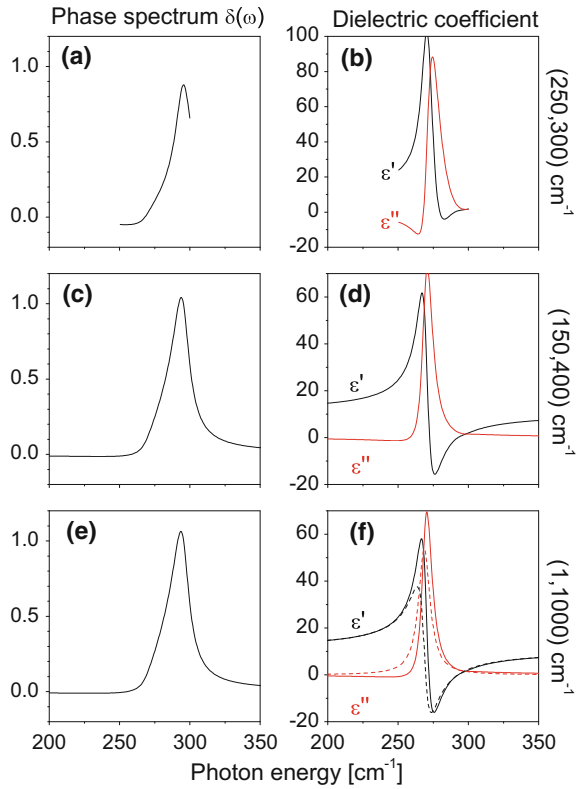 Phase spectrum δ(ω) Dielectric coefficient
(a)
1.0
0.5
0.0
(b)
100
80
60
40
20
0
-20
ε'
ε"
(250,300) cm-1
(c)
1.0
0.5
0.0
(d)
60
40
20
0
-20
ε'
ε"
(150,400) cm-1
(e)
1.0
0.5
0.0
200 250 300 350
(f)
60
40
20
0
-20
ε'
ε"
200 250 300 350
(1,1000) cm-1
Photon energy [cm-1]